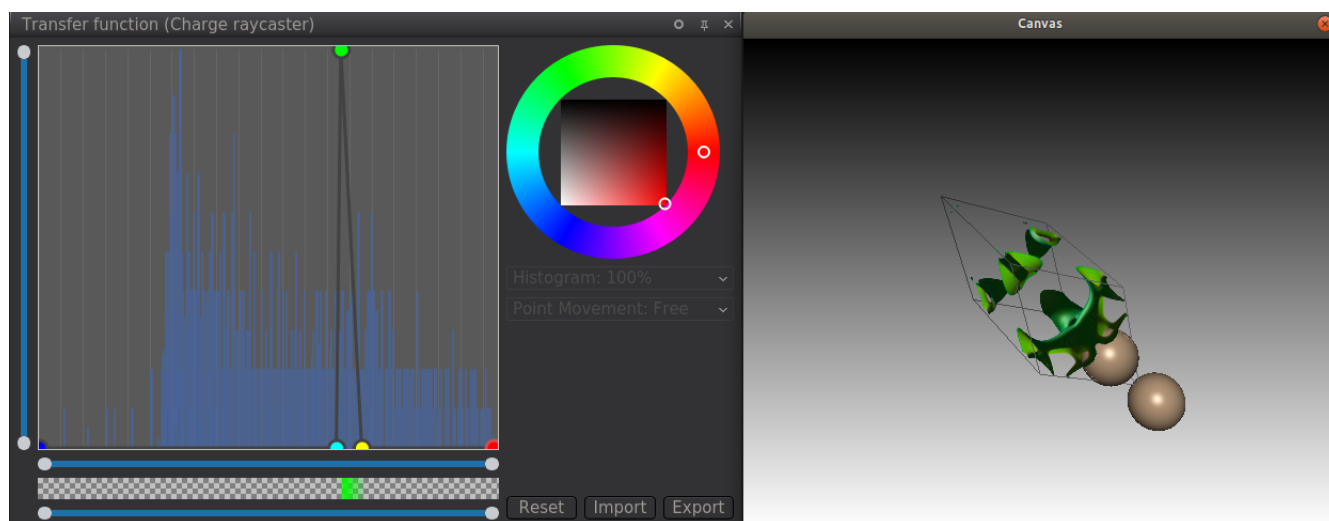 Transfer function (Charge raycaster)
Canvas
Histogram: 100%
Point Movement: Free
Reset Import Export